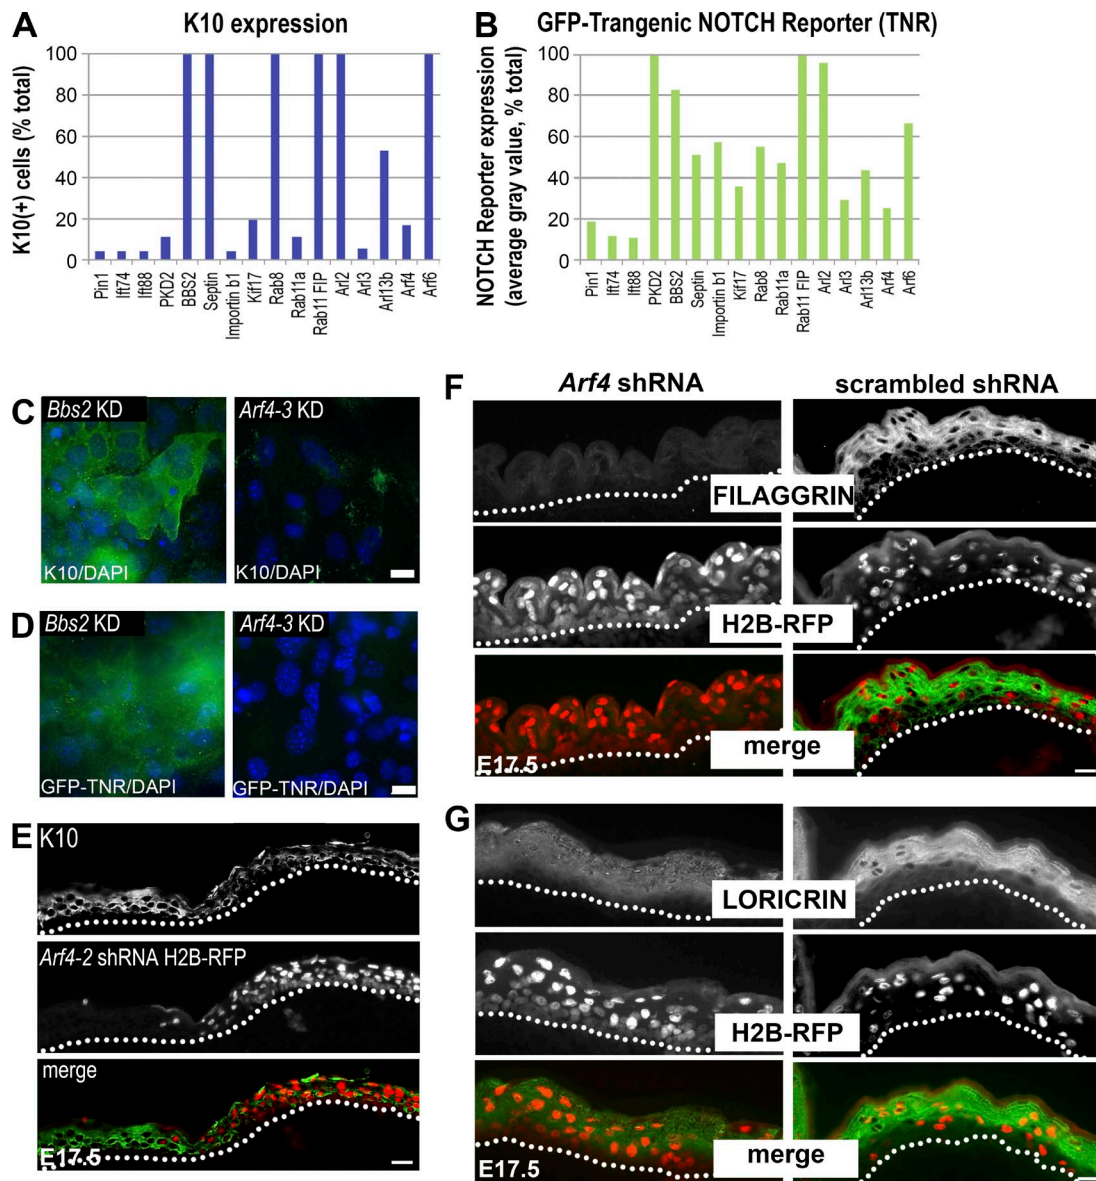 A
K10 expression
K10(+) cells (% total)
100
80
60
40
20
0
Pin1
Ift74
Ift88
PKD2
BBS2
Septin
Importin b1
Kif17
Rab8
Rab11a
Rab11 FIP
Arl2
Arl3
Arl13b
Arf4
Arf6
B
GFP-Trangenic NOTCH Reporter (TNR)
NOTCH Reporter expression
(average gray value, % total)
100
80
60
40
20
0
Pin1
Ift74
Ift88
PKD2
BBS2
Septin
Importin b1
Kif17
Rab8
Rab11a
Rab11 FIP
Arl2
Arl3
Arl13b
Arl4
Arf6
C
Bbs2 KD
Arf4-3 KD
K10/DAPI
K10/DAPI
D
Bbs2 KD
Arf4-3 KD
GFP-TNR/DAPI
GFP-TNR/DAPI
E
K10
Arf4-2 shRNA H2B-RFP
merge
E17.5
F
Arf4 shRNA
scrambled shRNA
FILAGGRIN
H2B-RFP
merge
E17.5
G
LORICRIN
H2B-RFP
merge
E17.5